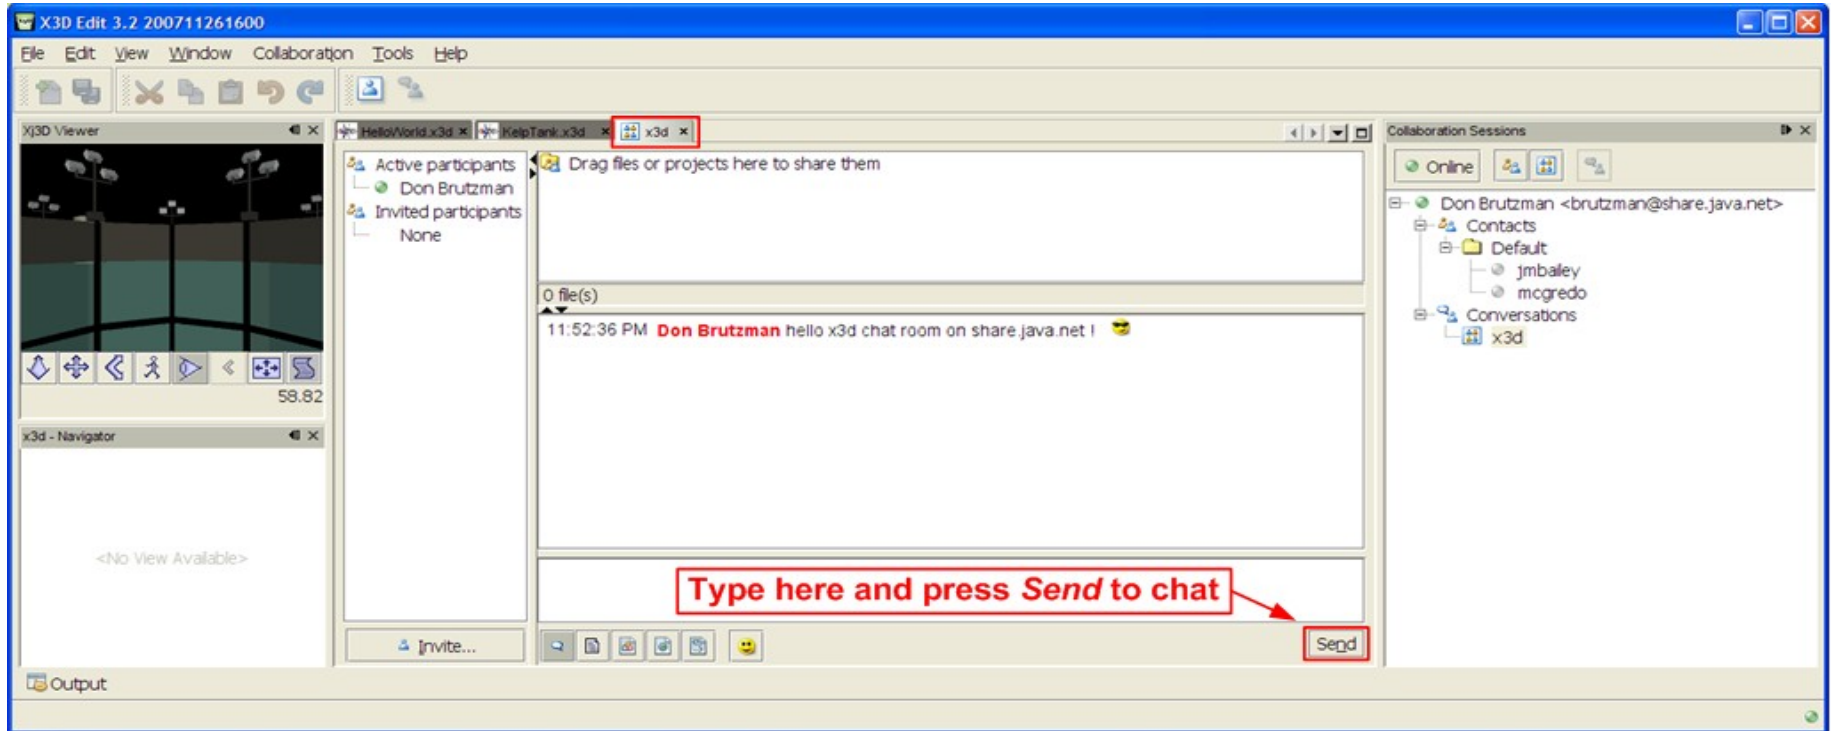 X3D Edit 3.2 200711261600
File Edit View Window Collaboration Tools Help
Xj3D Viewer
58.82
x3d - Navigator
<No View Available>
HelloWorld.x3d
KelpTank.x3d
x3d
Active participants
Don Brutzman
Invited participants
None
Invite...
Drag files or projects here to share them
0 file(s)
11:52:36 PM Don Brutzman hello x3d chat room on share.java.net !
Type here and press Send to chat
Send
Collaboration Sessions
Online
Don Brutzman <brutzman@share.java.net>
Contacts
Default
jmbailey
mcgredo
Conversations
x3d
Output